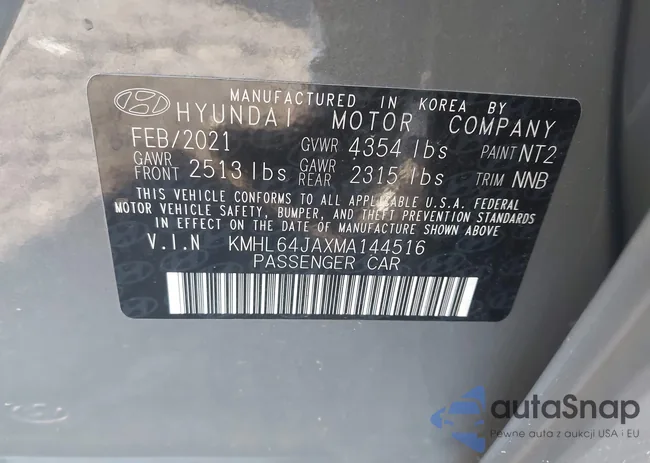 MANUFACTURED IN KOREA BY
HYUNDAI MOTOR COMPANY
FEB/2021 GVWR 4354 lbs PAINT NT2
GAWR FRONT 2513 lbs GAWR REAR 2315 lbs TRIM NNB
THIS VEHICLE CONFORMS TO ALL APPLICABLE U.S.A. FEDERAL
MOTOR VEHICLE SAFETY, BUMPER, AND THEFT PREVENTION STANDARDS
IN EFFECT ON THE DATE OF MANUFACTURE SHOWN ABOVE
V.I.N KMHL64JAXMA144516
PASSENGER CAR
autaSnap
Pewne auta z aukcji USA i EU